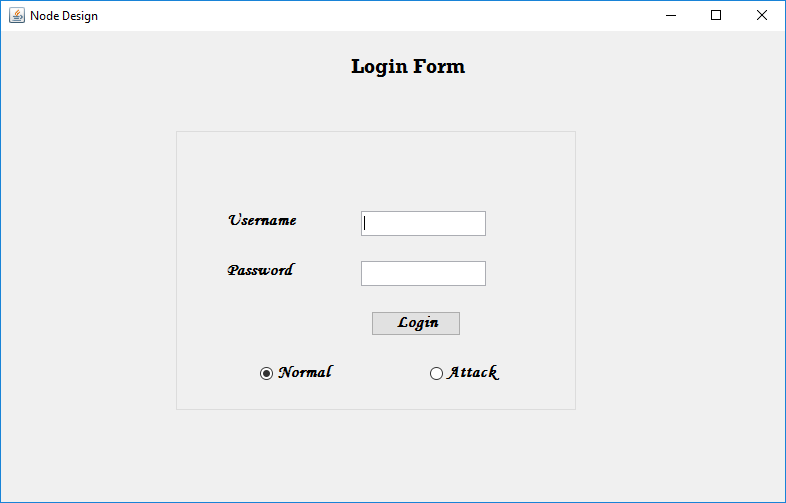 Node Design
Login Form
Username
Password
Login
Normal
Attack